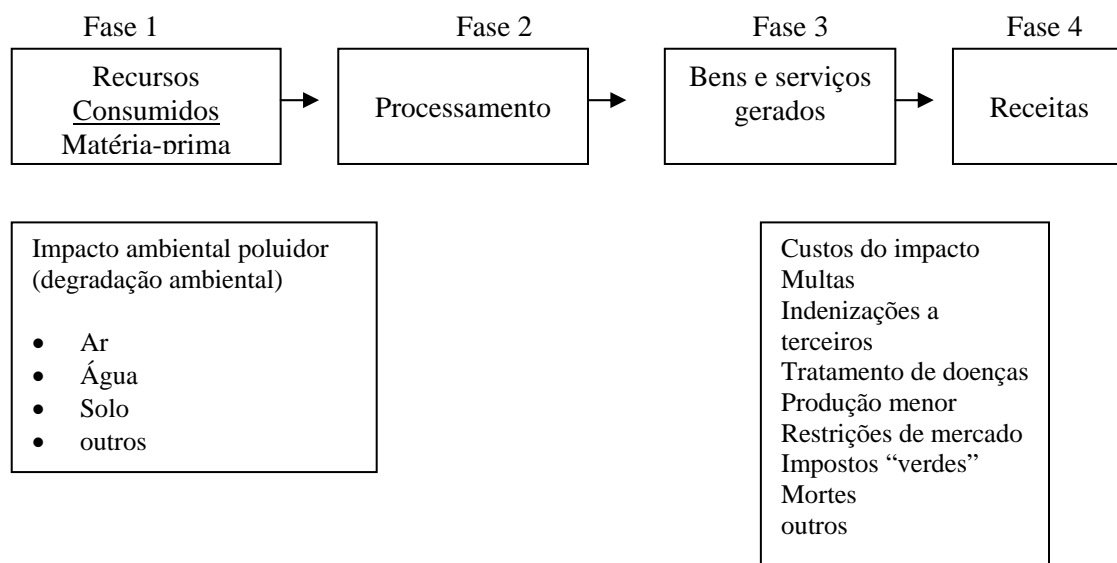 Fase 1
Fase 2
Fase 3
Fase 4
Recursos
Consumidos
Matéria-prima
Processamento
Bens e serviços
gerados
Receitas
Impacto ambiental poluidor
(degradação ambiental)
• Ar
• Água
• Solo
• outros
Custos do impacto
Multas
Indenizações a
terceiros
Tratamento de doenças
Produção menor
Restrições de mercado
Impostos “verdes”
Mortes
outros